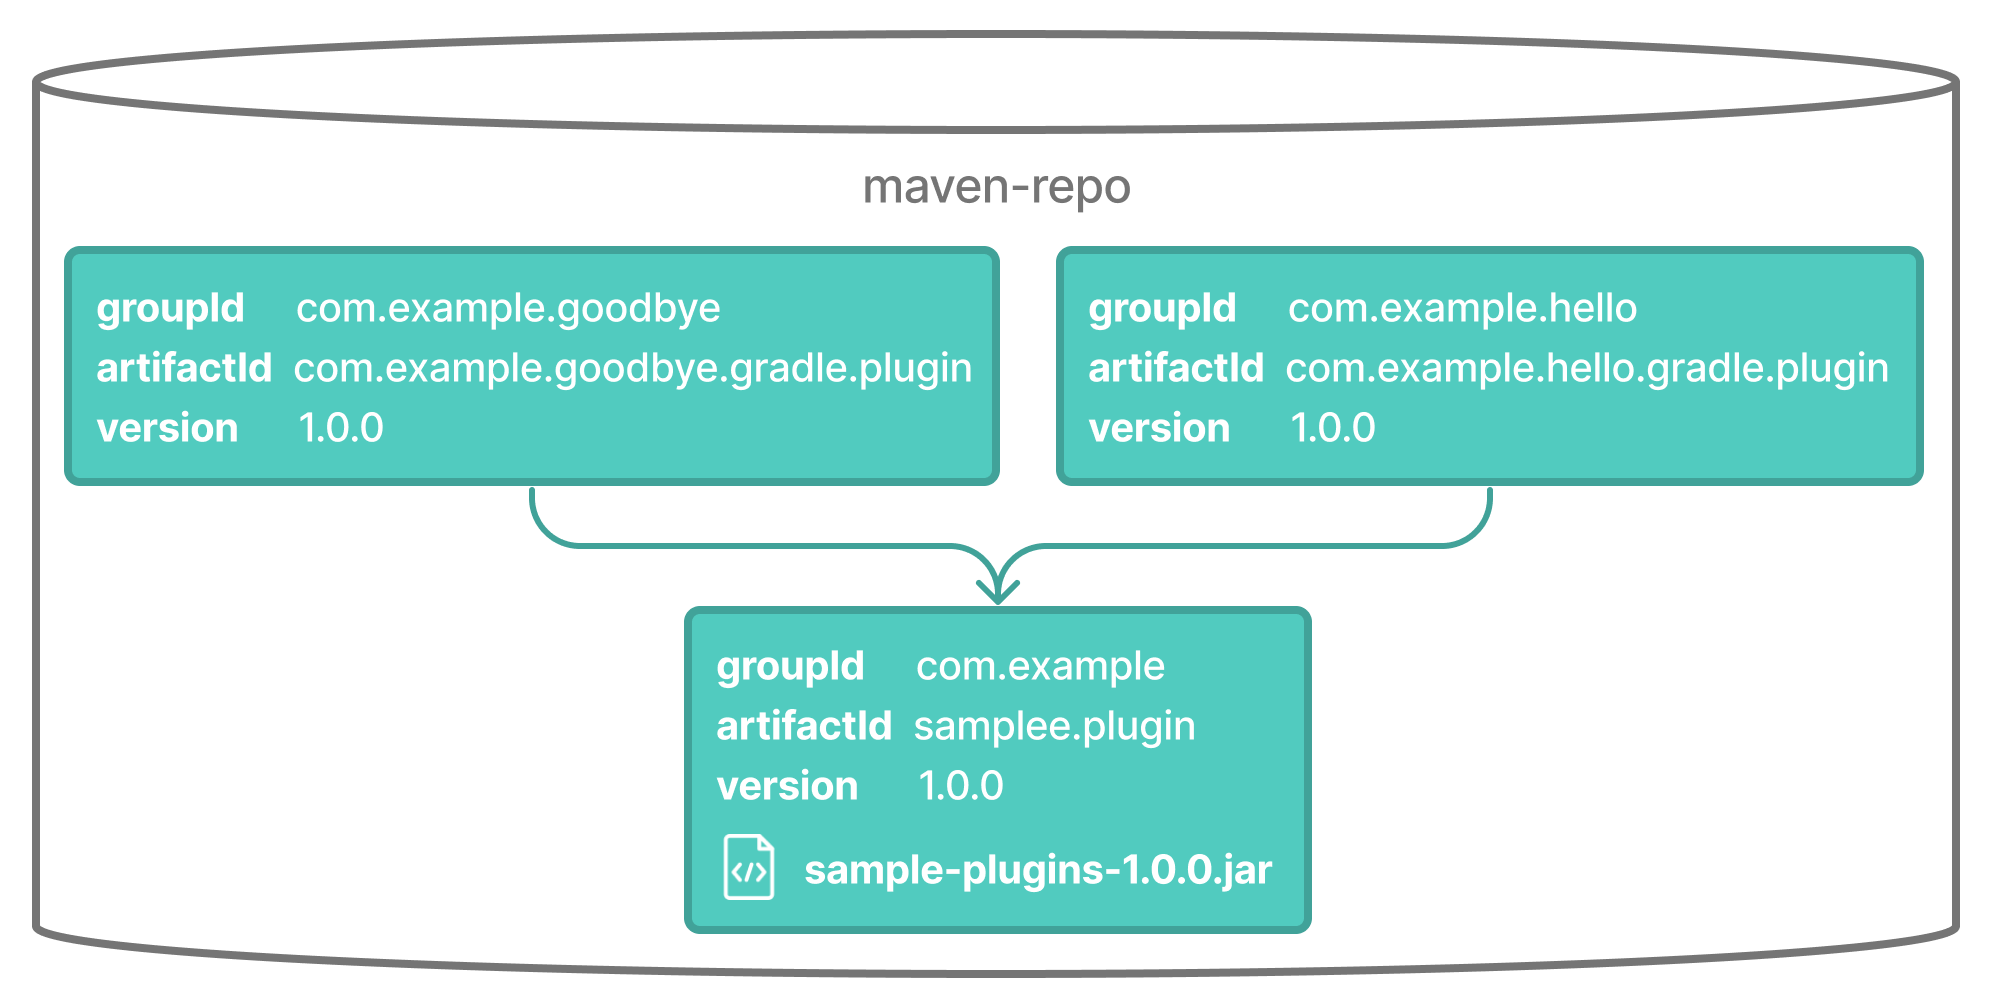 maven-repo
groupId com.example.goodbye
artifactId com.example.goodbye.gradle.plugin
version 1.0.0
groupId com.example.hello
artifactId com.example.hello.gradle.plugin
version 1.0.0
groupId com.example
artifactId samplee.plugin
version 1.0.0
</> sample-plugins-1.0.0.jar